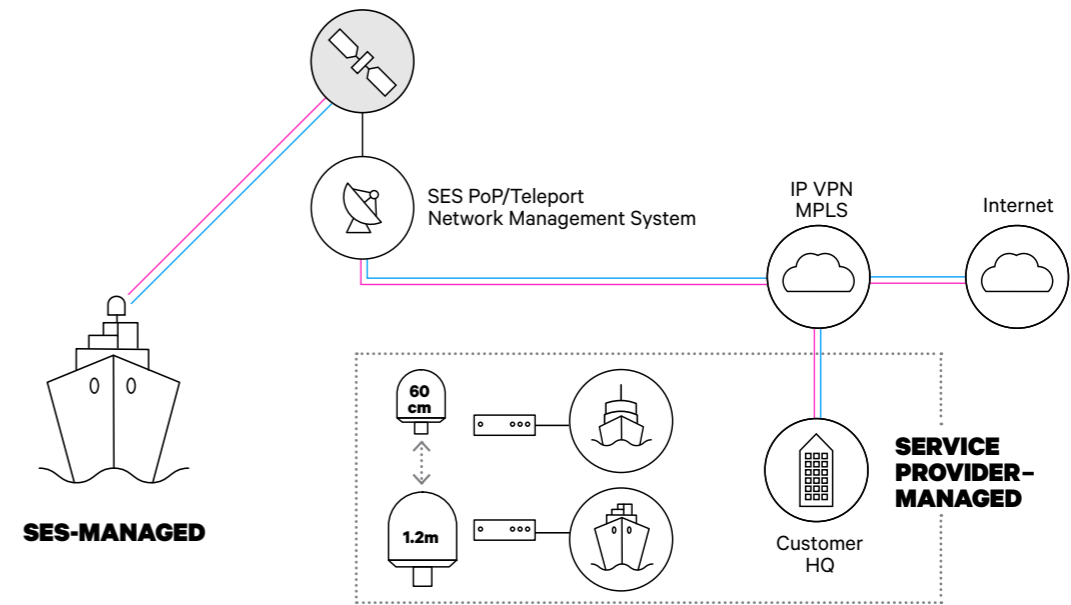 SES PoP/Teleport
Network Management System
IP VPN
MPLS
Internet
60
cm
1.2m
SERVICE
PROVIDER–
MANAGED
SES-MANAGED
Customer
HQ